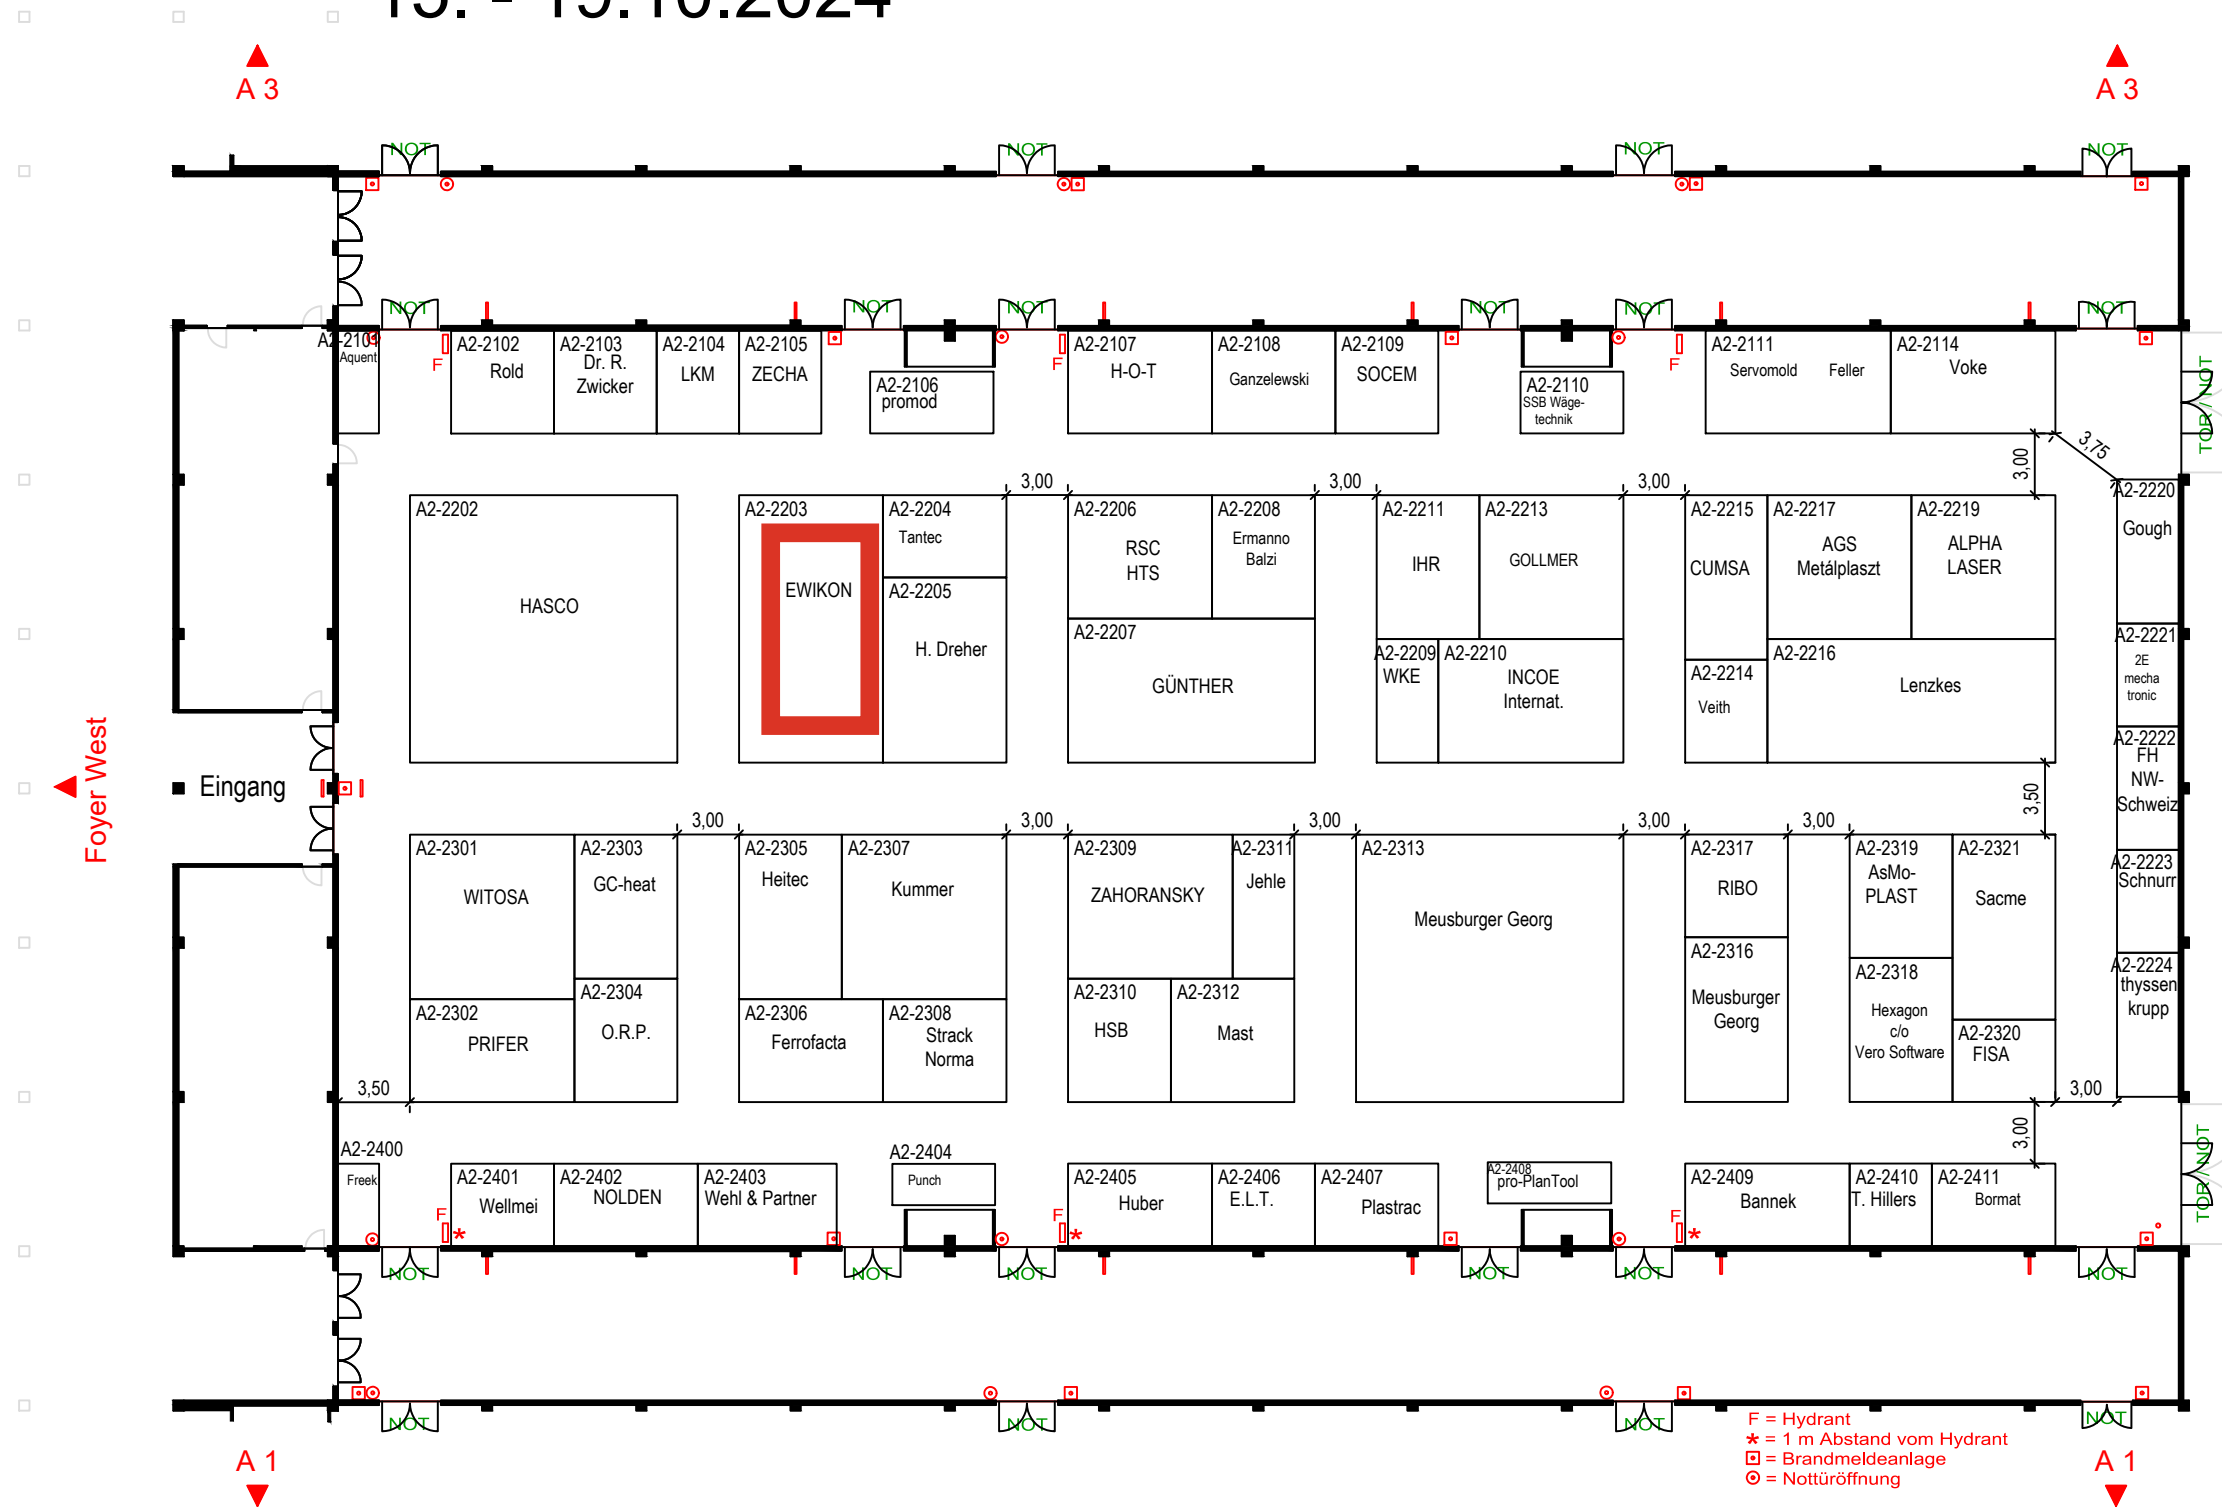 15. - 19.10.2024
A 3
A 3
NOT
NOT
NOT
NOT
NOT
NOT
NOT
NOT
NOT
NOT
A2-2101
Aquent
F
A2-2102
Rold
A2-2103
Dr. R.
Zwicker
A2-2104
LKM
A2-2105
ZECHA
A2-2106
promod
F
A2-2107
H-O-T
A2-2108
Ganzelewski
A2-2109
SOCEM
A2-2110
SSB Wäge-
technik
F
A2-2111
Servomold
Feller
A2-2114
Voke
TOR / NOT
3,75
3,00
3,00
3,00
3,00
A2-2202
HASCO
A2-2203
EWIKON
A2-2204
Tantec
A2-2205
H. Dreher
A2-2206
RSC
HTS
A2-2207
GÜNTHER
A2-2208
Ermanno
Balzi
A2-2211
IHR
A2-2213
GOLLMER
A2-2209
WKE
A2-2210
INCOE
Internat.
A2-2215
CUMSA
A2-2214
Veith
A2-2217
AGS
Metálplaszt
A2-2219
ALPHA
LASER
A2-2216
Lenzkes
A2-2220
Gough
A2-2221
2E
mecha
tronic
A2-2222
FH
NW-
Schweiz
A2-2223
Schnurr
A2-2224
thyssen
krupp
Foyer West
Eingang
3,50
3,00
3,00
3,00
3,00
3,00
A2-2301
WITOSA
A2-2303
GC-heat
A2-2302
PRIFER
A2-2304
O.R.P.
A2-2305
Heitec
A2-2307
Kummer
A2-2306
Ferrofacta
A2-2308
Strack
Norma
A2-2309
ZAHORANSKY
A2-2311
Jehle
A2-2310
HSB
A2-2312
Mast
A2-2313
Meusburger Georg
A2-2317
RIBO
A2-2316
Meusburger
Georg
A2-2319
AsMo-
PLAST
A2-2321
Sacme
A2-2318
Hexagon
c/o
Vero Software
A2-2320
FISA
3,50
3,00
3,00
A2-2400
Freek
F
*
A2-2401
Wellmei
A2-2402
NOLDEN
A2-2403
Wehl & Partner
A2-2404
Punch
F
*
A2-2405
Huber
A2-2406
E.L.T.
A2-2407
Plastrac
A2-2408
pro-PlanTool
F
*
A2-2409
Bannek
A2-2410
T. Hillers
A2-2411
Bormat
TOR / NOT
NOT
NOT
NOT
NOT
NOT
NOT
NOT
NOT
NOT
NOT
F = Hydrant
* = 1 m Abstand vom Hydrant
= Brandmeldeanlage
= Nottüröffnung
A 1
A 1